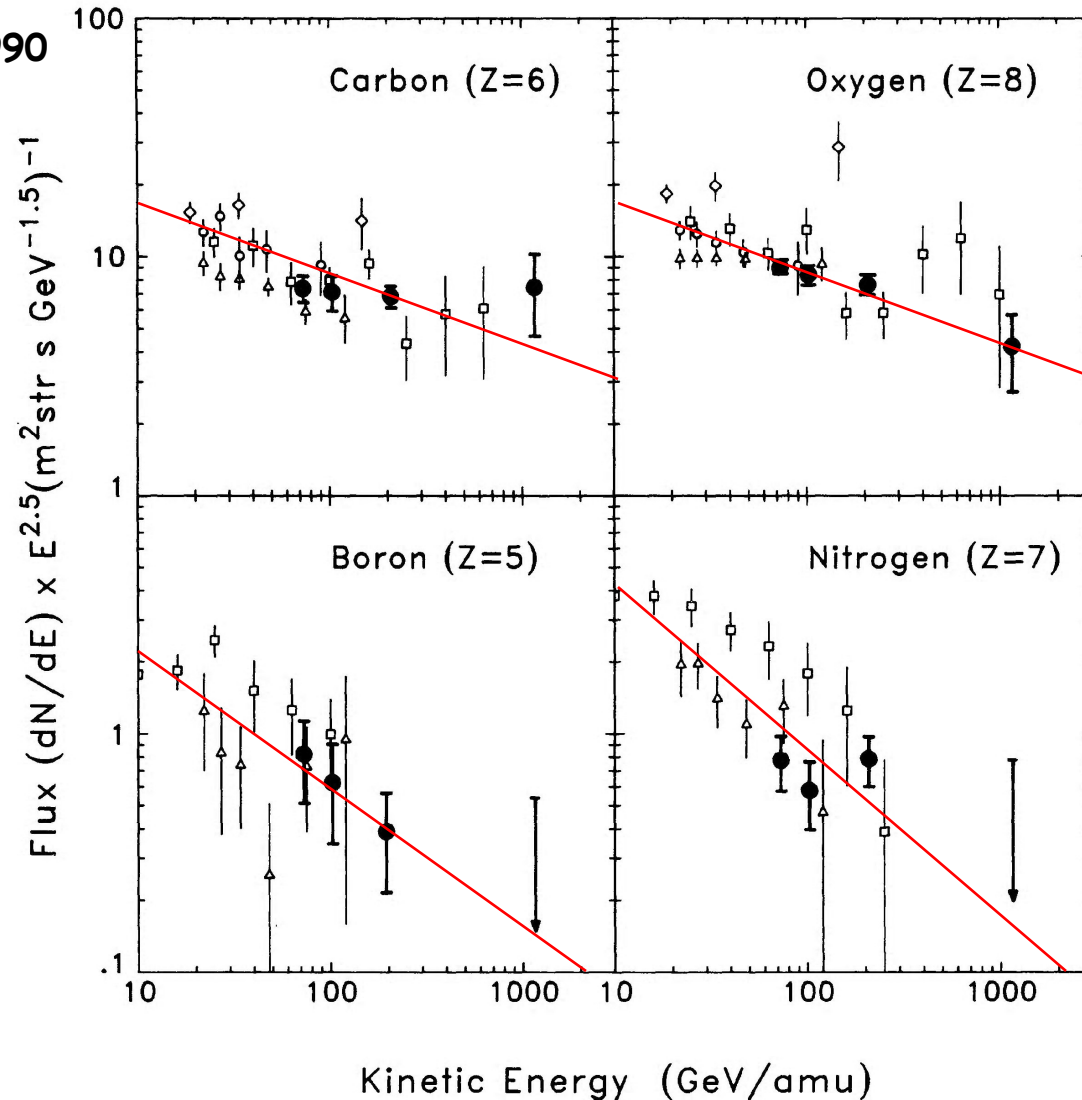 90
100
Carbon (Z=6)
Oxygen (Z=8)
10
1
Boron (Z=5)
Nitrogen (Z=7)
1
.1
10
100
1000
10
100
1000
Flux (dN/dE) x E^2.5 (m^2 str s GeV^-1.5)^-1
Kinetic Energy (GeV/amu)